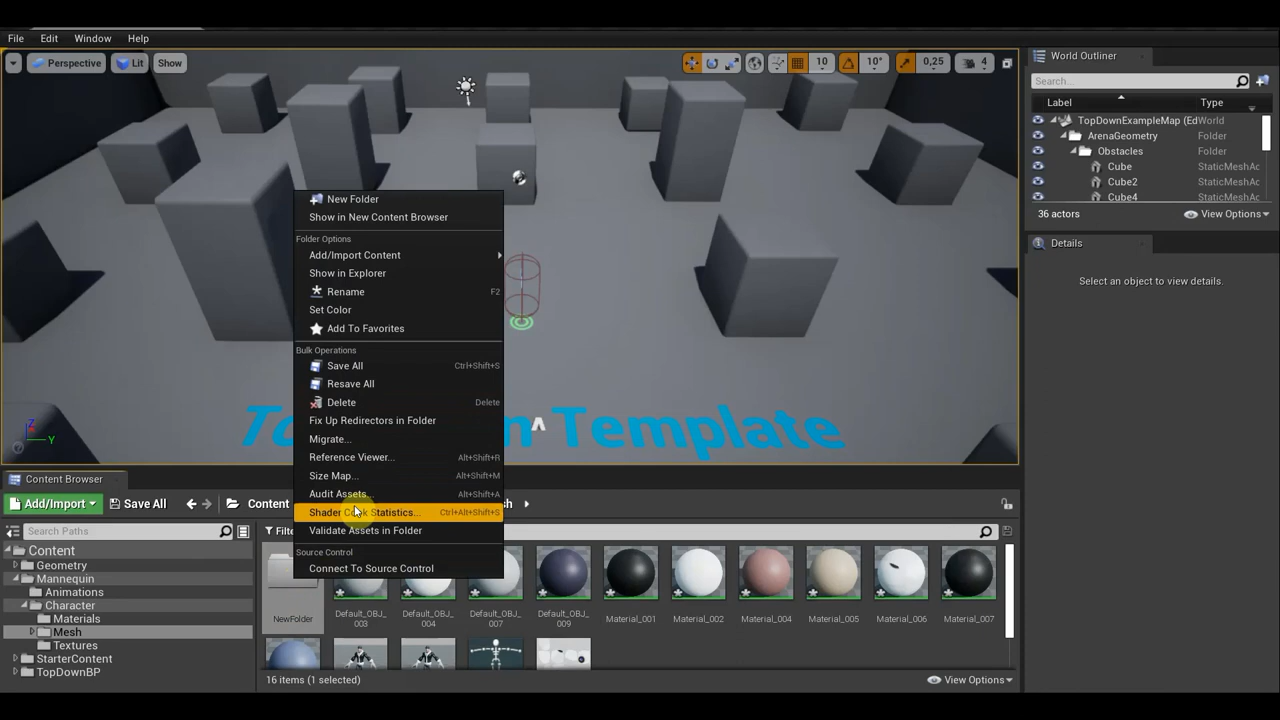 File Edit Window Help
Perspective Lit Show
10 10° 0,25 4
World Outliner
Search...
Label Type
TopDownExampleMap (Ed World
ArenaGeometry Folder
Obstacles Folder
Cube StaticMeshAc
Cube2 StaticMeshAc
Cube4 StaticMeshAc
36 actors View Options
Details
Select an object to view details.
New Folder
Show in New Content Browser
Folder Options
Add/Import Content
Show in Explorer
Rename F2
Set Color
Add To Favorites
Bulk Operations
Save All Ctrl+Shift+S
Resave All
Delete Delete
Fix Up Redirectors in Folder
Migrate...
Reference Viewer... Alt+Shift+R
Size Map... Alt+Shift+M
Audit Assets... Alt+Shift+A
Shader Cook Statistics... Ctrl+Alt+Shift+S
Validate Assets in Folder
Source Control
Connect To Source Control
Template
Z
Y
Content Browser
Add/Import Save All Content
Search Paths
Content
Geometry
Mannequin
Animations
Character
Materials
Mesh
Textures
StarterContent
TopDownBP
NewFolder
Default_OBJ_003
Default_OBJ_004
Default_OBJ_007
Default_OBJ_009
Material_001
Material_002
Material_004
Material_005
Material_006
Material_007
16 items (1 selected) View Options